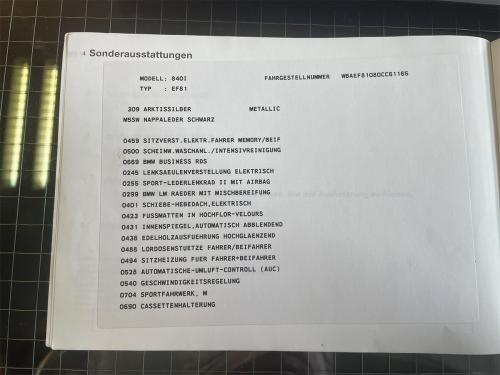 4 Sonderausstattungen
MODELL: 840I FAHRGESTELLNUMMER WBAEF81080CC61165
TYP : EF81
309 ARKTISSILBER METALLIC
M5SW NAPPALEDER SCHWARZ
0459 SITZVERST.ELEKTR.FAHRER MEMORY/BEIF
0500 SCHEINW.WASCHANL./INTENSIVREINIGUNG
0669 BMW BUSINESS RDS
0245 LENKSAEULENVERSTELLUNG ELEKTRISCH
0255 SPORT-LEDERLENKRAD II MIT AIRBAG
0299 BMW LM RAEDER MIT MISCHBEREIFUNG
0401 SCHIEBE-HEBEDACH,ELEKTRISCH
0423 FUSSMATTEN IN HOCHFLOR-VELOURS
0431 INNENSPIEGEL,AUTOMATISCH ABBLENDEND
0438 EDELHOLZAUSFUEHRUNG HOCHGLAENZEND
0488 LORDOSENSTUETZE FAHRER/BEIFAHRER
0494 SITZHEIZUNG FUER FAHRER+BEIFAHRER
0528 AUTOMATISCHE-UMLUFT-CONTROLL (AUC)
0540 GESCHWINDIGKEITSREGELUNG
0704 SPORTFAHRWERK, M
0690 CASSETTENHALTERUNG